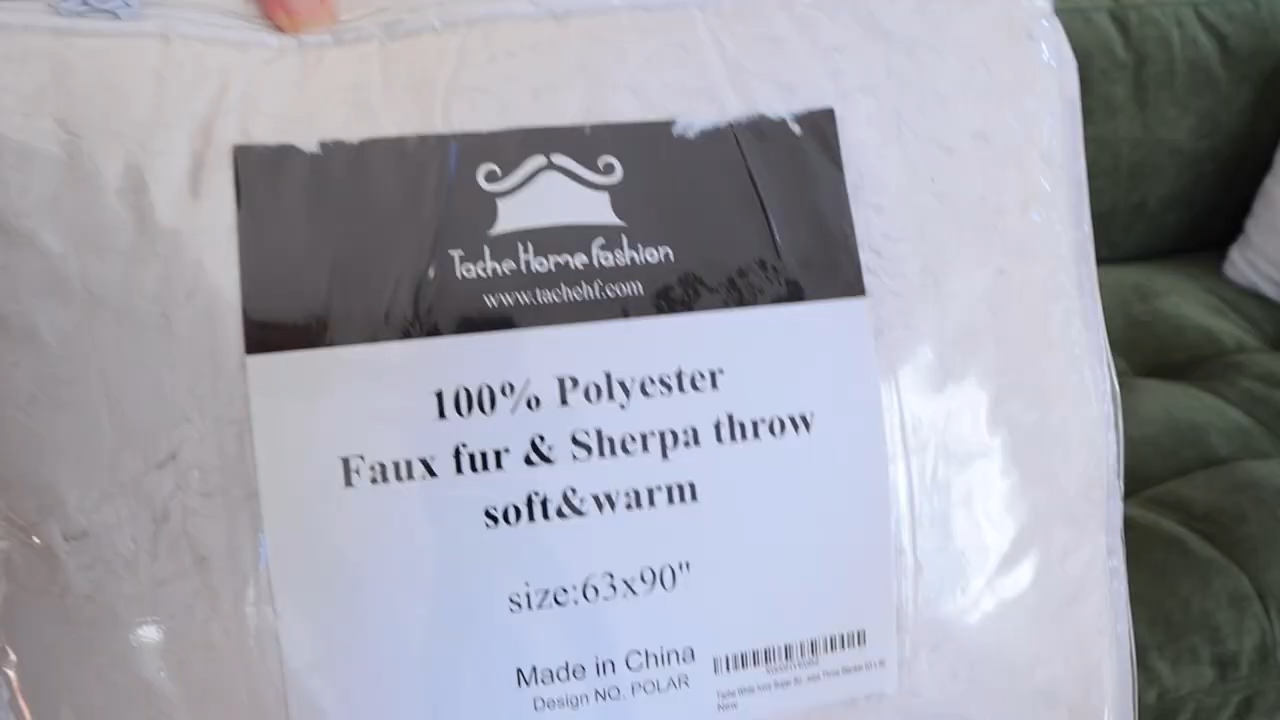 Tache Home Fashion
www.tachehf.com
100% Polyester
Faux fur & Sherpa throw
soft&warm
size:63x90"
Made in China
Design NO. POLAR
New